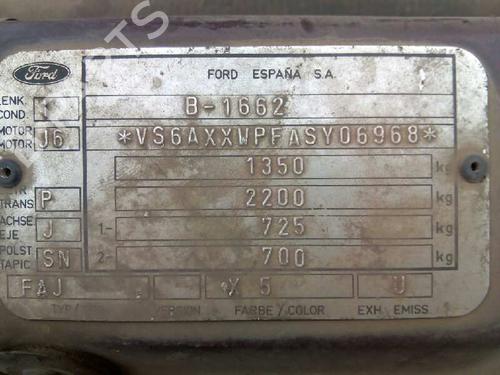 Ford
FORD ESPAÑA S.A.
LENK
COND. 1 B-1662
MOTOR
MOTOR J6 *VS6AXXWPFASY06968*
1350 kg
TRANS P 2200 kg
ACHSE
EJE J 1- 725 kg
POLST
TAPIC SN 2- 700 kg
FAJ X 5 U
VERSION FARBE/COLOR EXH. EMISS.